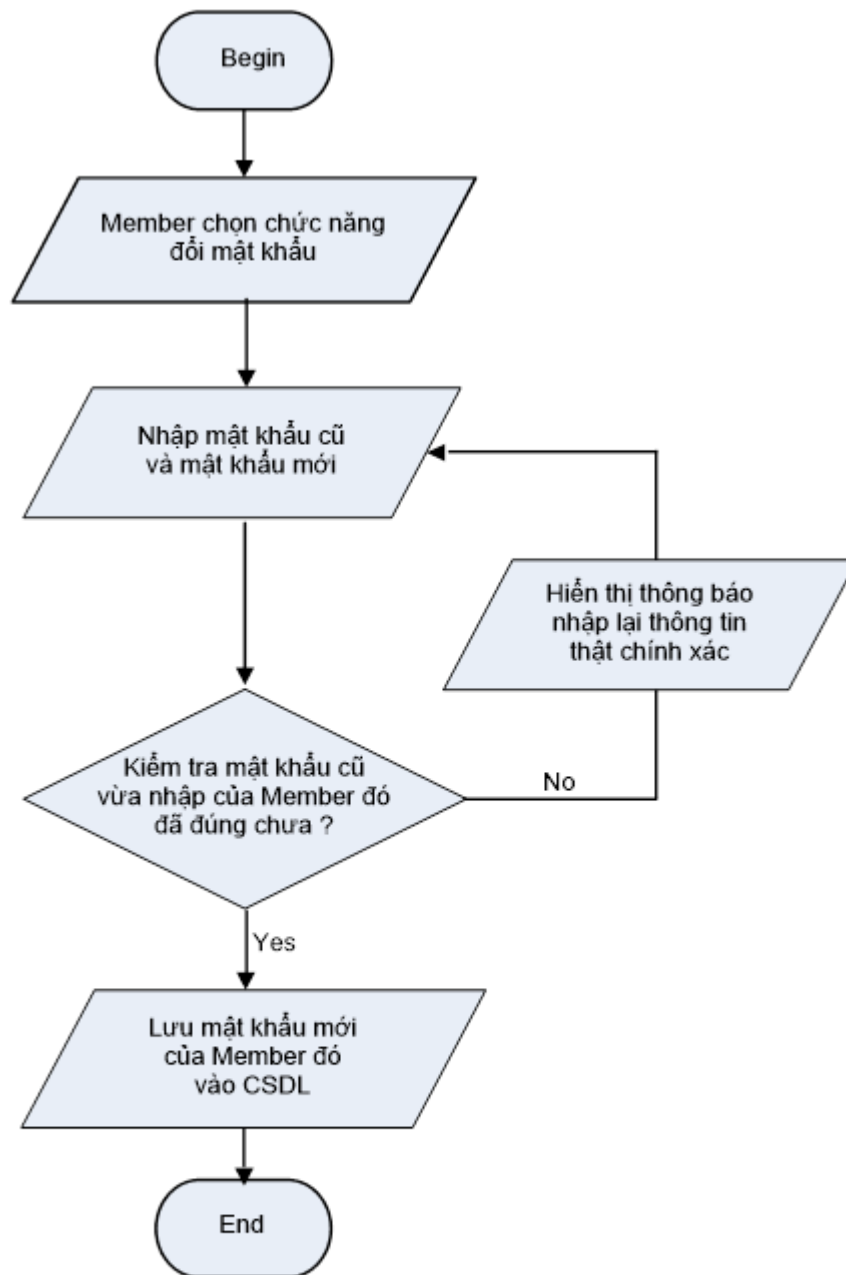 Begin
Member chọn chức năng
đổi mật khẩu
Nhập mật khẩu cũ
và mật khẩu mới
Hiển thị thông báo
nhập lại thông tin
thật chính xác
Kiểm tra mật khẩu cũ
vừa nhập của Member đó
đã đúng chưa ?
No
Yes
Lưu mật khẩu mới
của Member đó
vào CSDL
End